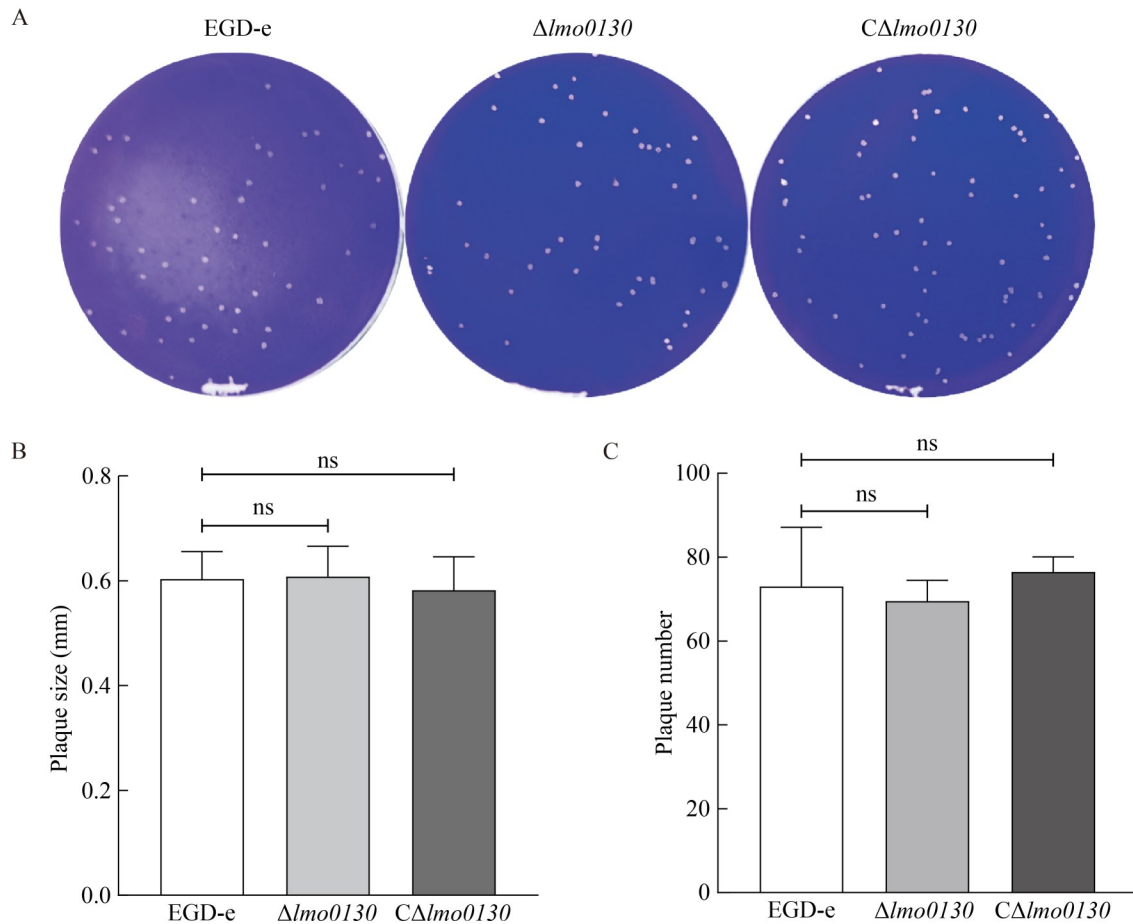 A
EGD-e
Δlmo0130
CΔlmo0130
B
ns
ns
0.8
0.6
0.4
0.2
0.0
Plaque size (mm)
EGD-e
Δlmo0130
CΔlmo0130
C
ns
ns
100
80
60
40
20
0
Plaque number
EGD-e
Δlmo0130
CΔlmo0130